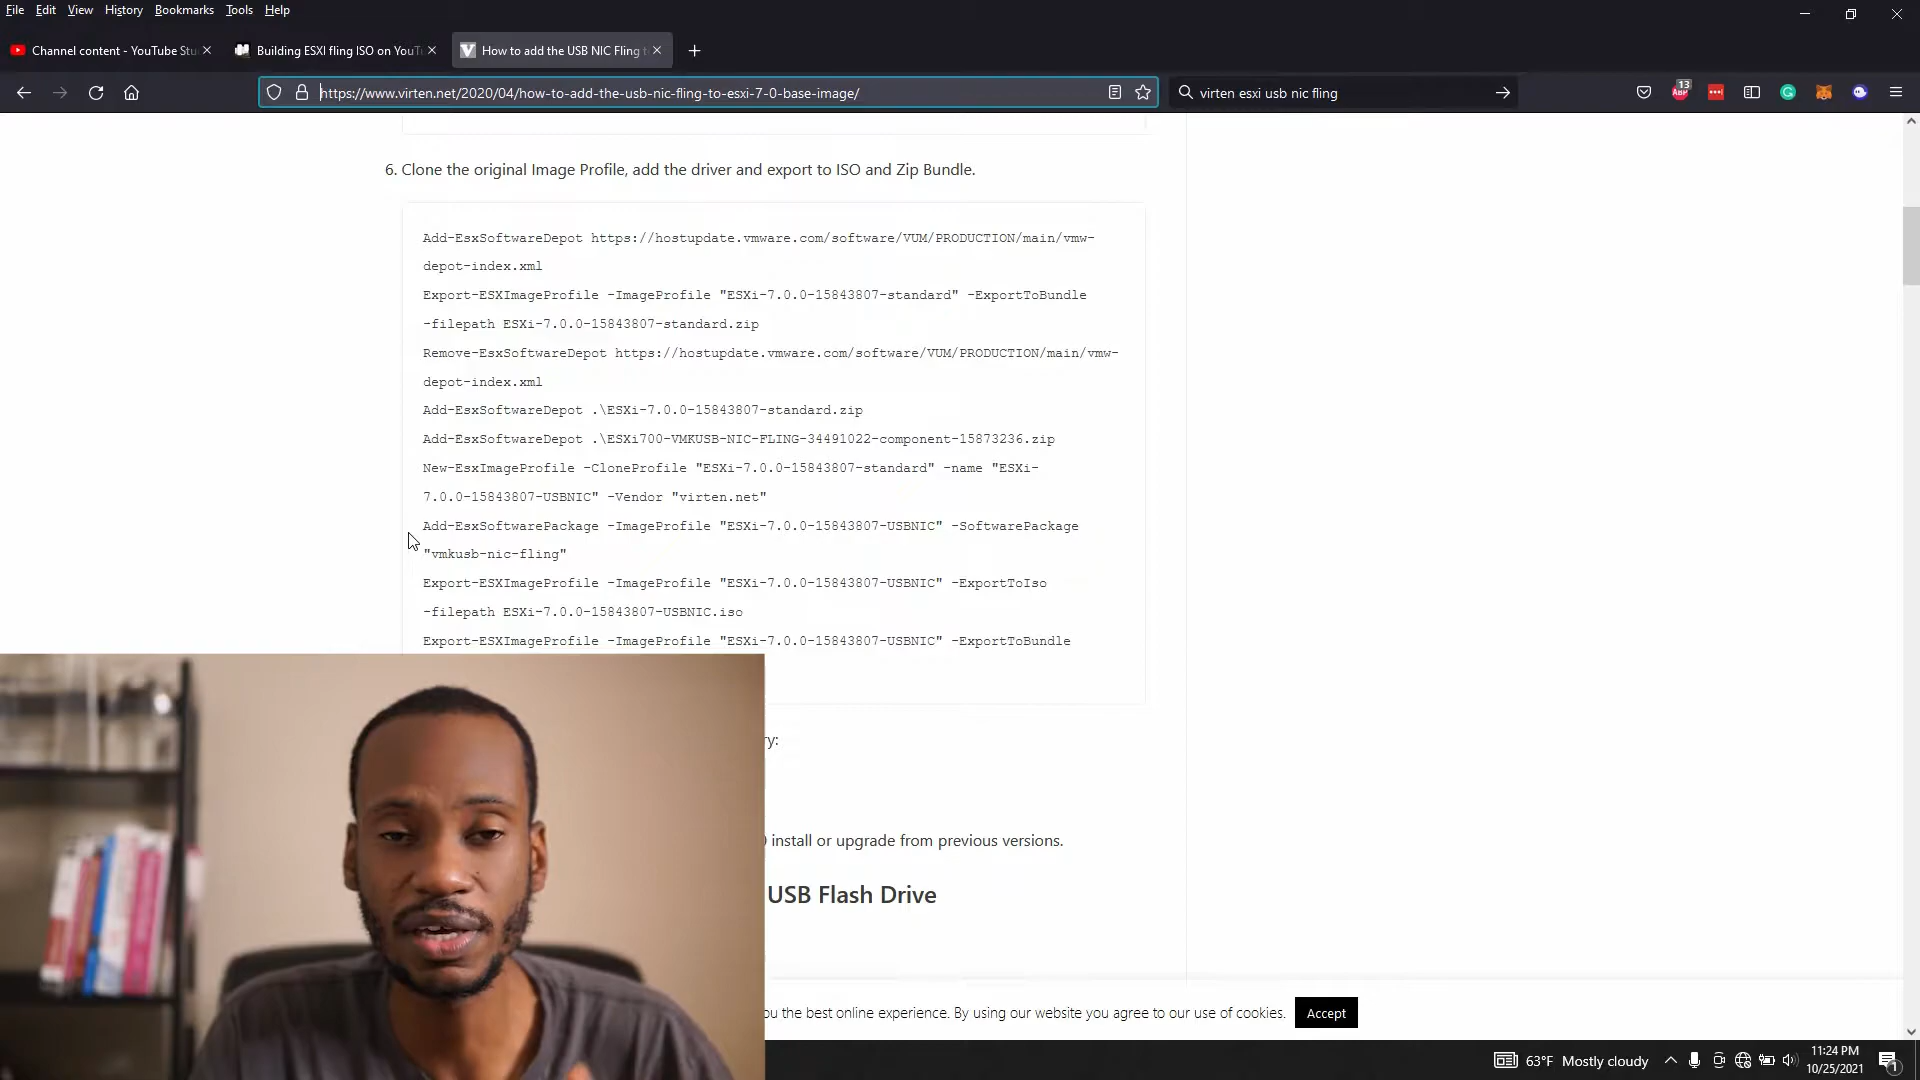 File Edit View History Bookmarks Tools Help
Channel content - YouTube Stu
Building ESXI fling ISO on YouT
How to add the USB NIC Fling t
https://www.virten.net/2020/04/how-to-add-the-usb-nic-fling-to-esxi-7-0-base-image/
virten esxi usb nic fling
13
6. Clone the original Image Profile, add the driver and export to ISO and Zip Bundle.
Add-EsxSoftwareDepot https://hostupdate.vmware.com/software/VUM/PRODUCTION/main/vmw-
depot-index.xml
Export-ESXImageProfile -ImageProfile "ESXi-7.0.0-15843807-standard" -ExportToBundle
-filepath ESXi-7.0.0-15843807-standard.zip
Remove-EsxSoftwareDepot https://hostupdate.vmware.com/software/VUM/PRODUCTION/main/vmw-
depot-index.xml
Add-EsxSoftwareDepot .\ESXi-7.0.0-15843807-standard.zip
Add-EsxSoftwareDepot .\ESXi700-VMKUSB-NIC-FLING-34491022-component-15873236.zip
New-EsxImageProfile -CloneProfile "ESXi-7.0.0-15843807-standard" -name "ESXi-
7.0.0-15843807-USBNIC" -Vendor "virten.net"
Add-EsxSoftwarePackage -ImageProfile "ESXi-7.0.0-15843807-USBNIC" -SoftwarePackage
"vmkusb-nic-fling"
Export-ESXImageProfile -ImageProfile "ESXi-7.0.0-15843807-USBNIC" -ExportToIso
-filepath ESXi-7.0.0-15843807-USBNIC.iso
Export-ESXImageProfile -ImageProfile "ESXi-7.0.0-15843807-USBNIC" -ExportToBundle
ry:
install or upgrade from previous versions.
USB Flash Drive
ou the best online experience. By using our website you agree to our use of cookies.
Accept
63°F Mostly cloudy
11:24 PM
10/25/2021
1